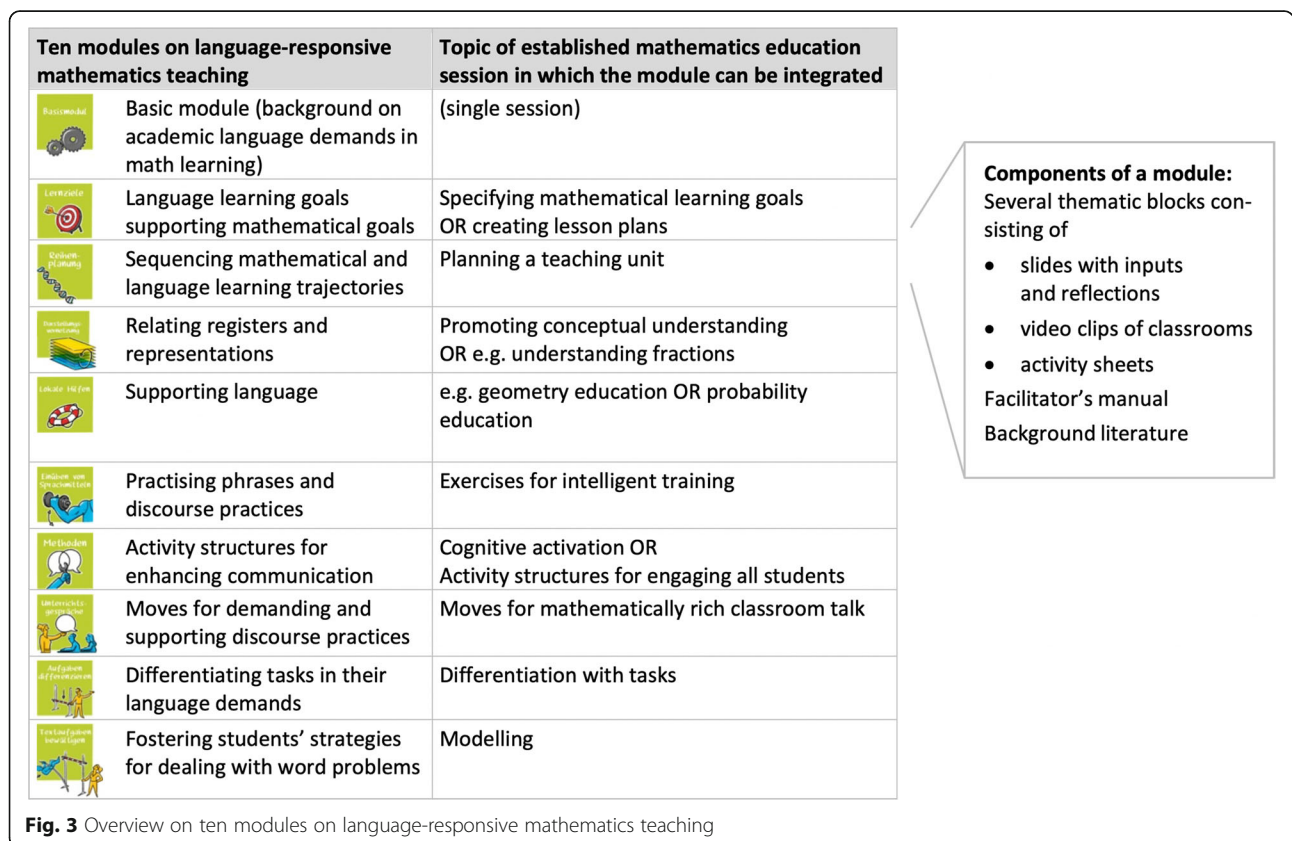 Ten modules on language-responsive
mathematics teaching
Topic of established mathematics education
session in which the module can be integrated
Basismodul
Basic module (background on
academic language demands in
math learning)
(single session)
Lernziele
Language learning goals
supporting mathematical goals
Specifying mathematical learning goals
OR creating lesson plans
Reihen-
planung
Sequencing mathematical and
language learning trajectories
Planning a teaching unit
Darstellungs-
vernetzung
Relating registers and
representations
Promoting conceptual understanding
OR e.g. understanding fractions
Lokale Hilfen
Supporting language
e.g. geometry education OR probability
education
Einüben von
Sprachmitteln
Practising phrases and
discourse practices
Exercises for intelligent training
Methoden
Activity structures for
enhancing communication
Cognitive activation OR
Activity structures for engaging all students
Unterrichts-
gespräche
Moves for demanding and
supporting discourse practices
Moves for mathematically rich classroom talk
Aufgaben
differenzieren
Differentiating tasks in their
language demands
Differentiation with tasks
Textaufgaben
bewältigen
Fostering students’ strategies
for dealing with word problems
Modelling
Components of a module:
Several thematic blocks con-
sisting of
• slides with inputs
and reflections
• video clips of classrooms
• activity sheets
Facilitator’s manual
Background literature
Fig. 3 Overview on ten modules on language-responsive mathematics teaching